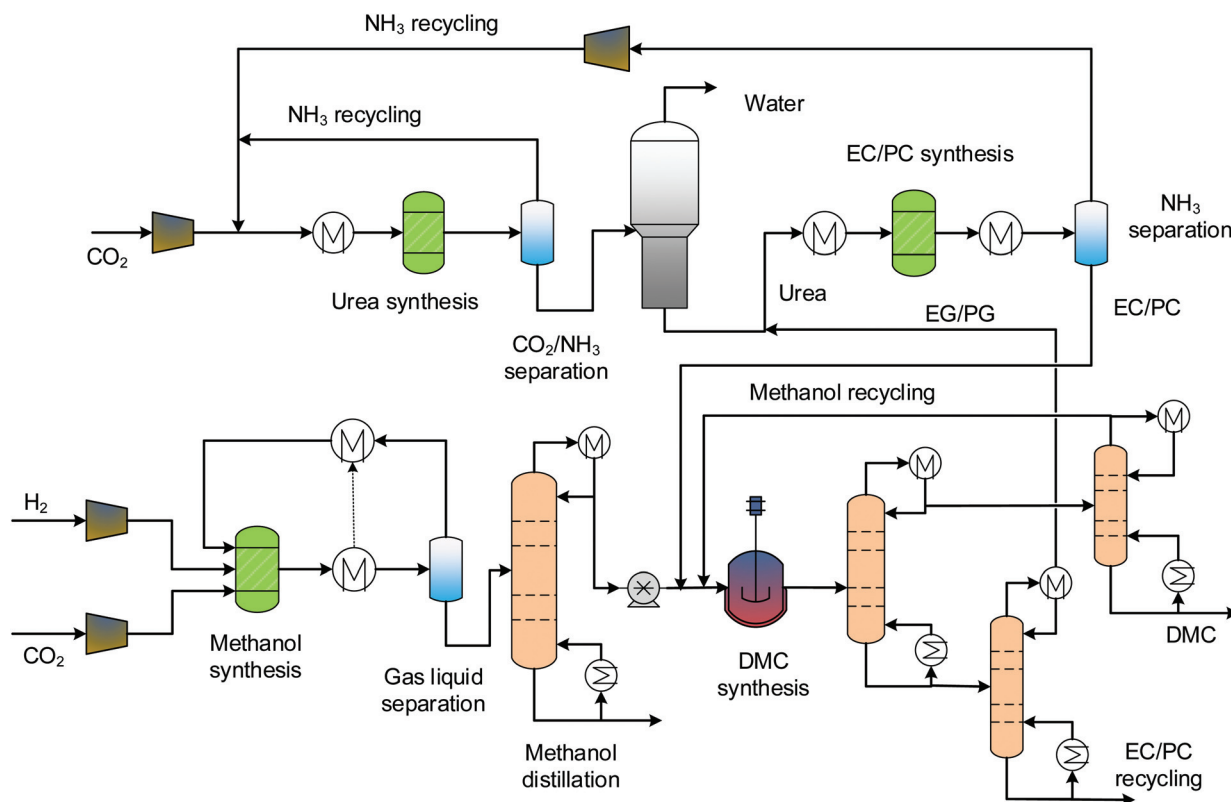 NH₃ recycling
Water
NH₃ recycling
EC/PC synthesis
M
M
M
NH₃
separation
CO₂
Urea synthesis
Urea
EG/PG
EC/PC
CO₂/NH₃
separation
Methanol recycling
M
M
M
M
H₂
M
M
CO₂
Methanol
synthesis
Gas liquid
separation
M
DMC
synthesis
M
M
DMC
Methanol
distillation
M
EC/PC
recycling